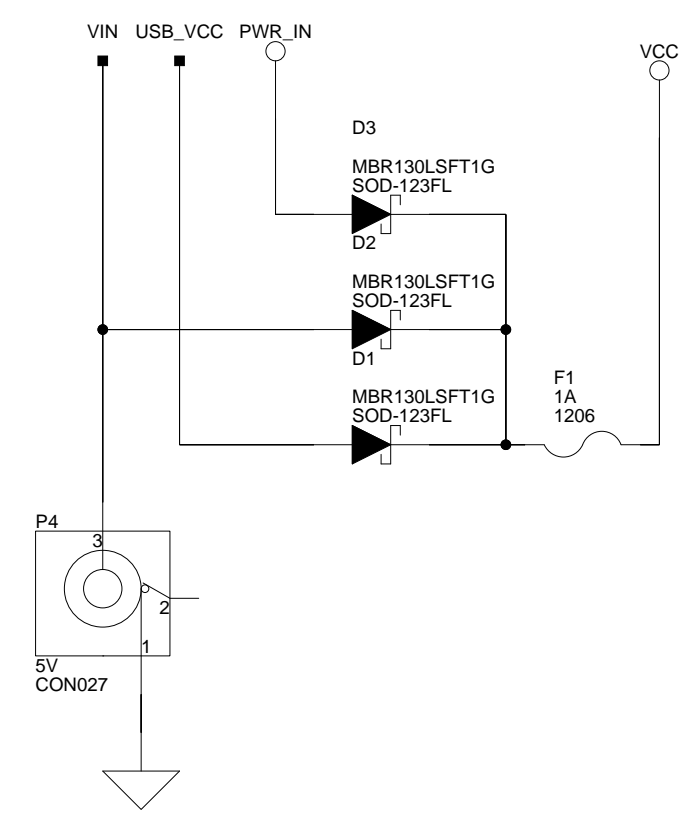 VIN USB_VCC PWR_IN
VCC
D3
MBR130LSFT1G
SOD-123FL
D2
MBR130LSFT1G
SOD-123FL
D1
MBR130LSFT1G
SOD-123FL
F1
1A
1206
P4
3
2
1
5V
CON027